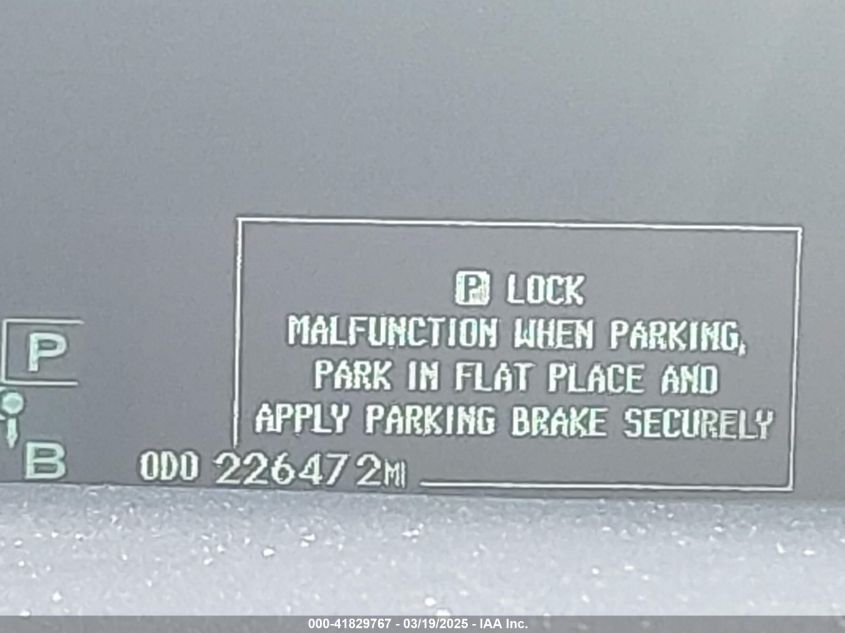 P LOCK
MALFUNCTION WHEN PARKING,
PARK IN FLAT PLACE AND
APPLY PARKING BRAKE SECURELY
P
B
ODO 226472MI
000-41829767 - 03/19/2025 - IAA Inc.